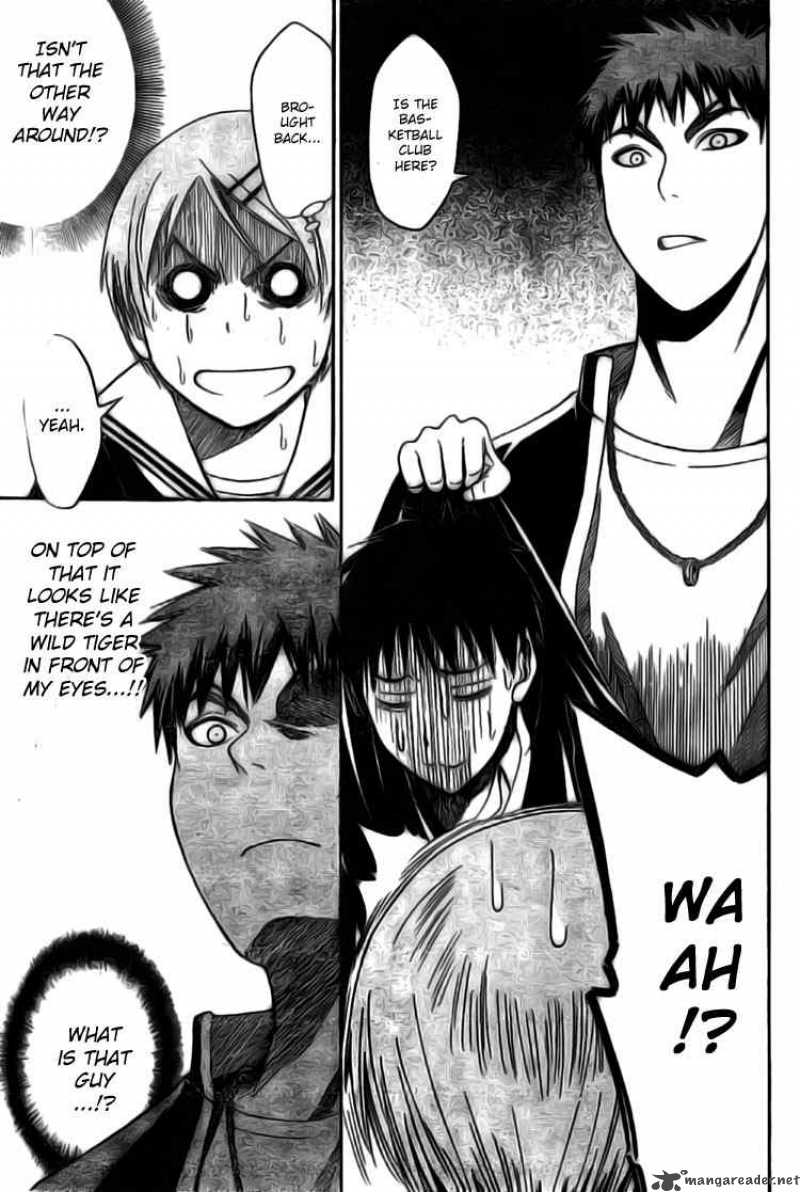 IS THE
BAS-
KETBALL
CLUB
HERE?
WA
AH
!?
BRO-
UGHT
BACK...
ISN'T
THAT THE
OTHER
WAY
AROUND!?
...
YEAH.
ON TOP OF
THAT IT
LOOKS LIKE
THERE'S A
WILD TIGER
IN FRONT OF
MY EYES...!!
WHAT
IS THAT
GUY
...!?
mangareader.net